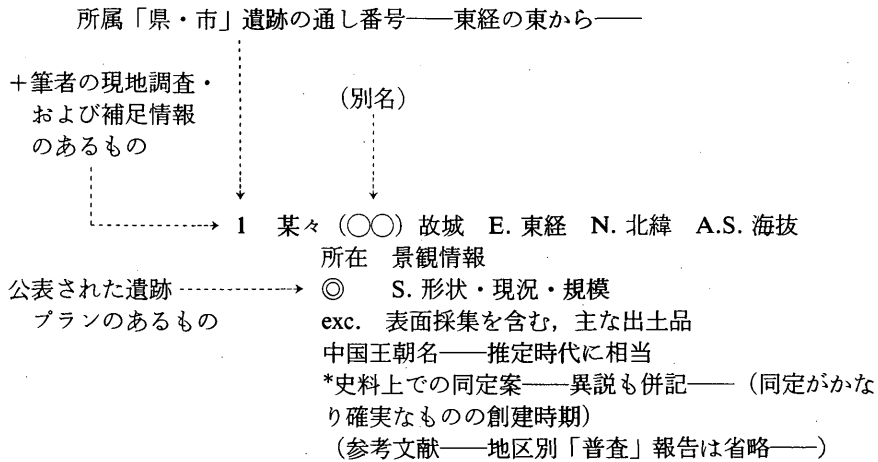 所属「県・市」遺跡の通し番号——東経の東から——
+筆者の現地調査・
および補足情報
のあるもの
(別名)
1 某々(○○)故城 E. 東経 N. 北緯 A.S. 海抜
所在 景観情報
公表された遺跡
プランのあるもの
◎ S. 形状・現況・規模
exc. 表面採集を含む,主な出土品
中国王朝名——推定時代に相当
*史料上での同定案——異説も併記——(同定がかな
り確実なものの創建時期)
(参考文献——地区別「普査」報告は省略——)